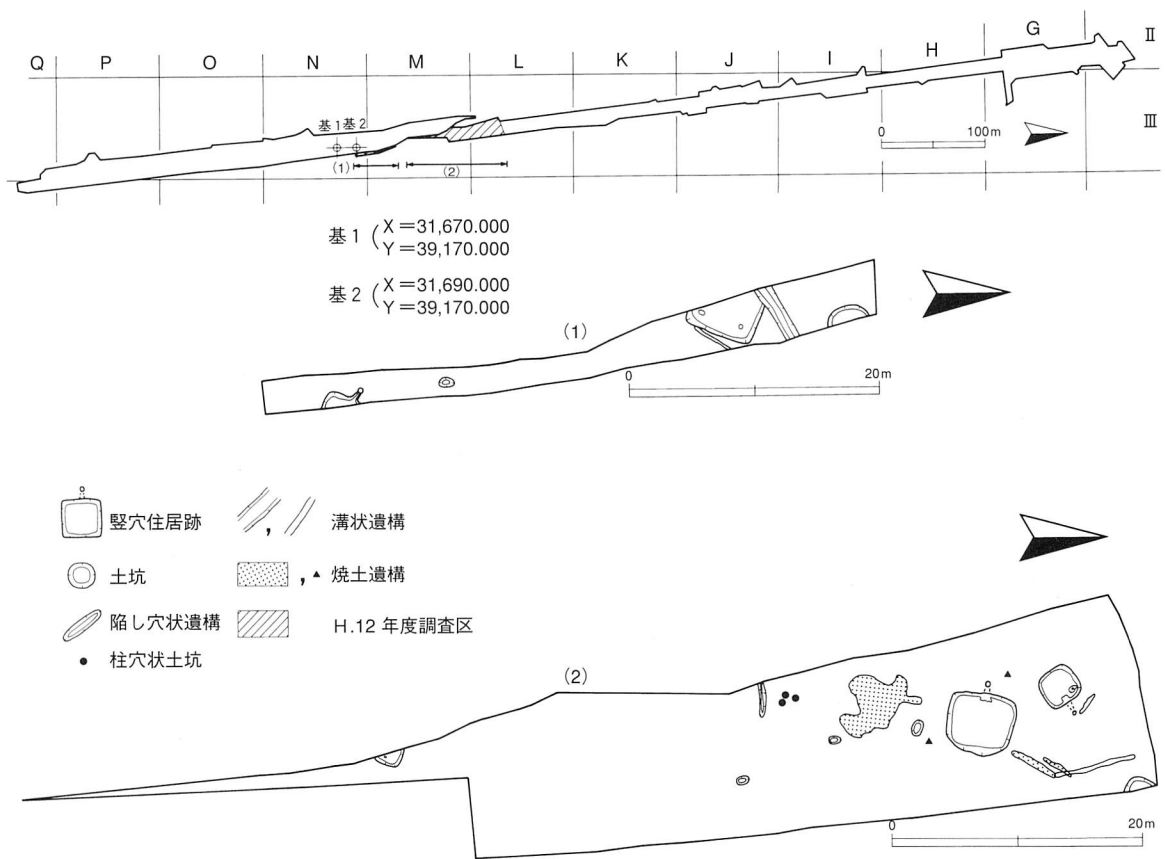 Q P O N M L K J I H G Ⅱ
基1 基2
Ⅲ
0 100m
(1) (2)
基1 ( X＝31,670.000
Y＝39,170.000
基2 ( X＝31,690.000
Y＝39,170.000
(1)
0 20m
竪穴住居跡 , 溝状遺構
土坑 , ▲ 焼土遺構
陥し穴状遺構 H.12 年度調査区
● 柱穴状土坑
(2)
0 20m